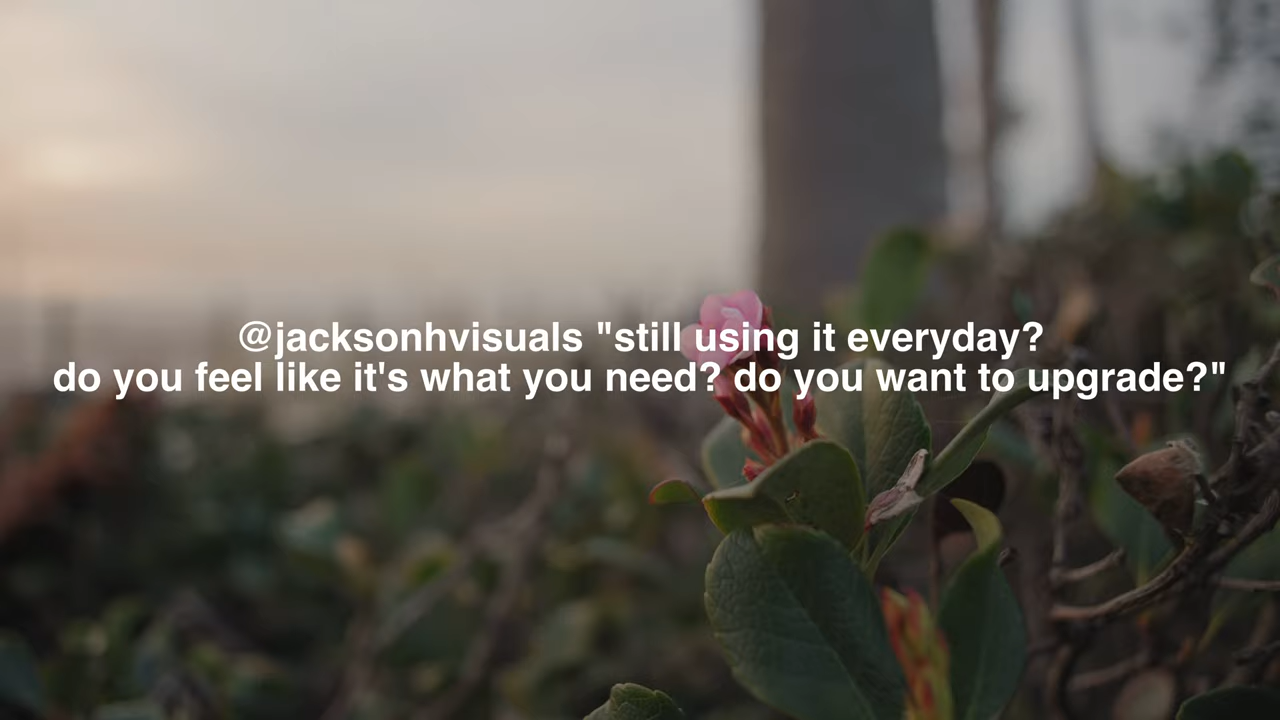 @jacksonhvisuals "still using it everyday?
do you feel like it's what you need? do you want to upgrade?"